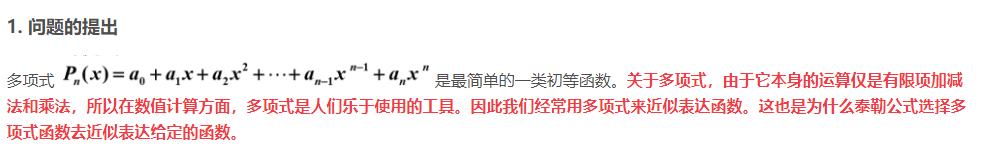 1. 问题的提出
多项式 Pₙ(x) = a₀ + a₁x + a₂x² + ⋯ + aₙ₋₁xⁿ⁻¹ + aₙxⁿ 是最简单的一类初等函数。关于多项式，由于它本身的运算仅是有限项加减
法和乘法，所以在数值计算方面，多项式是人们乐于使用的工具。因此我们经常用多项式来近似表达函数。这也是为什么泰勒公式选择多
项式函数去近似表达给定的函数。